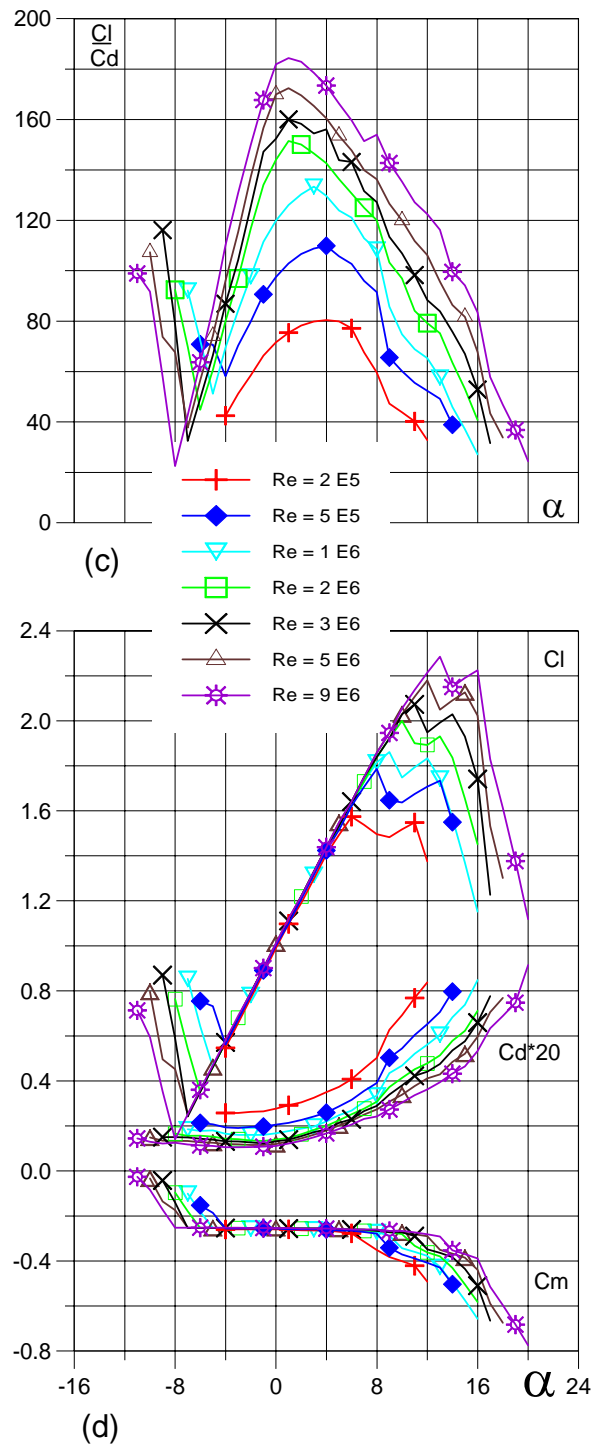 200
Cl
Cd
160
120
80
40
0
α
(c)
Re = 2 E5
Re = 5 E5
Re = 1 E6
Re = 2 E6
Re = 3 E6
Re = 5 E6
Re = 9 E6
2.4
Cl
2.0
1.6
1.2
0.8
Cd*20
0.4
0.0
-0.4
Cm
-0.8
-16 -8 0 8 16 α 24
(d)